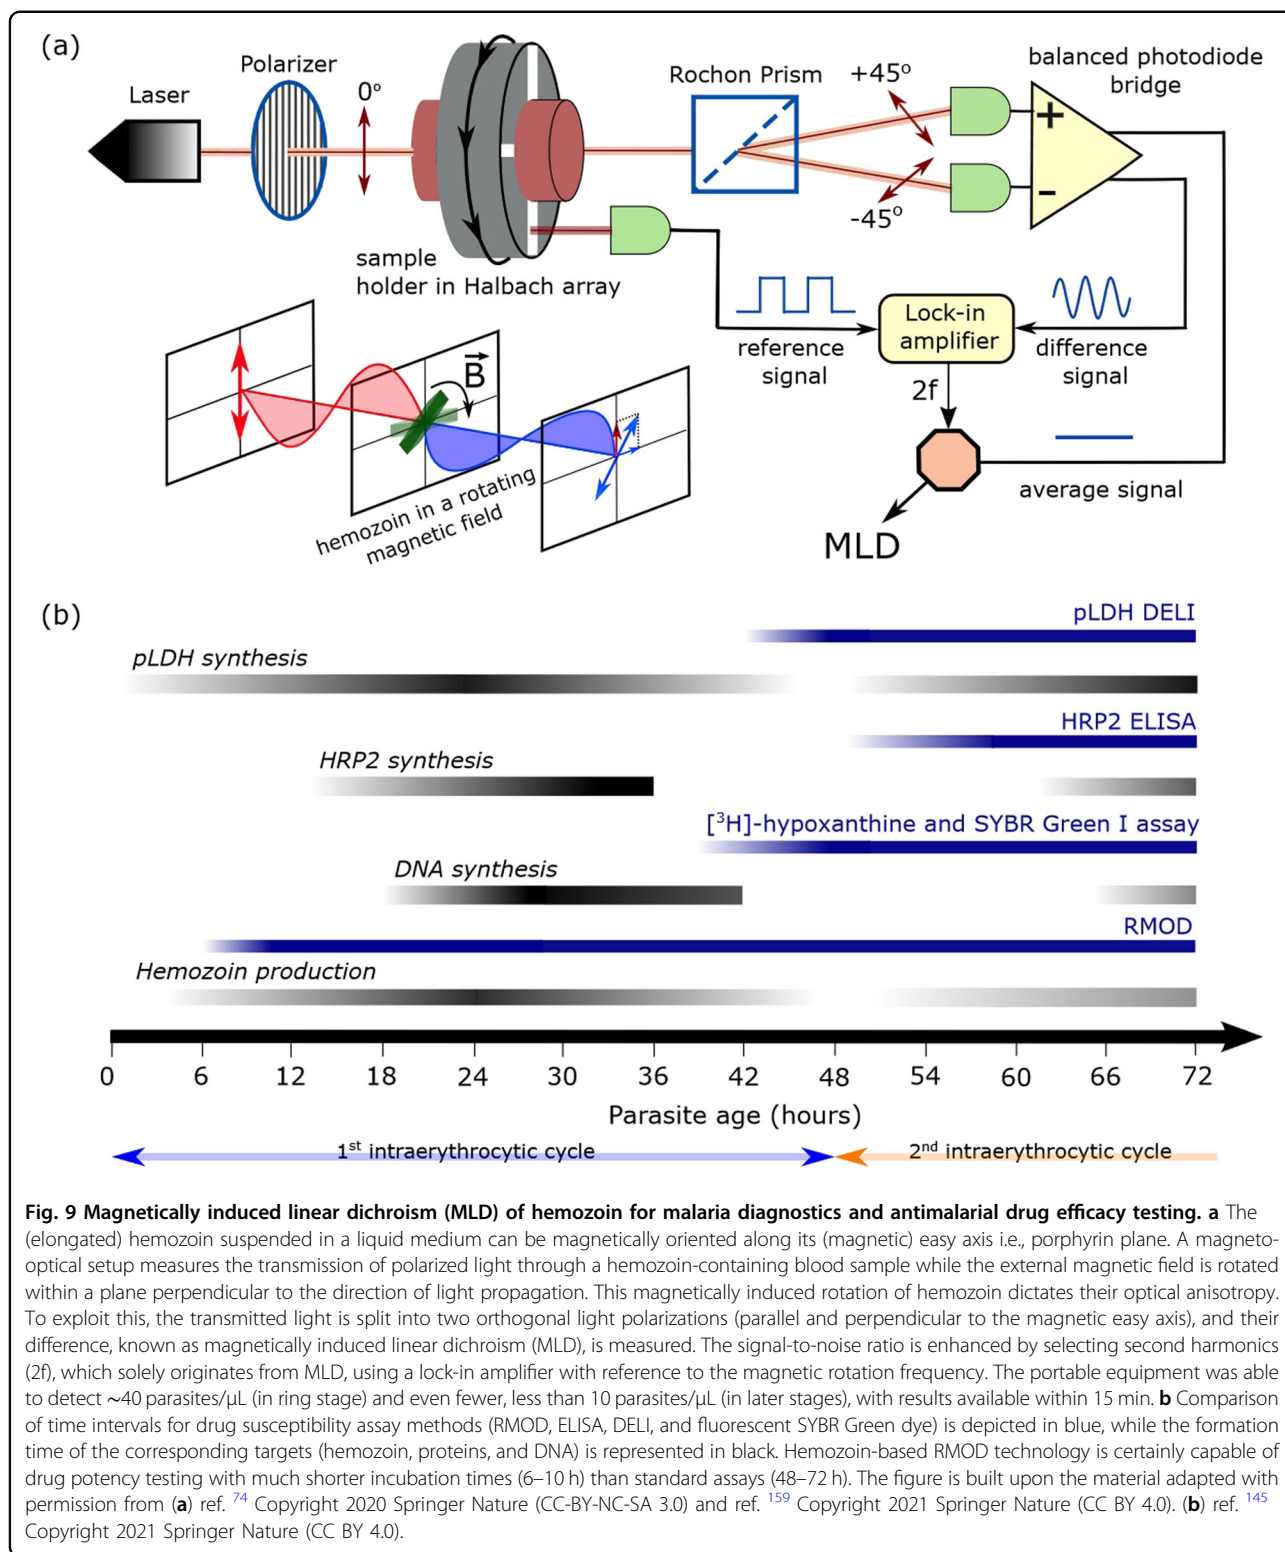 (a)
Laser
Polarizer
0°
sample
holder in Halbach array
Rochon Prism
+45°
-45°
balanced photodiode
bridge
+
-
reference
signal
Lock-in
amplifier
difference
signal
2f
average signal
MLD
B
hemozoin in a rotating
magnetic field
(b)
pLDH DELI
pLDH synthesis
HRP2 ELISA
HRP2 synthesis
[³H]-hypoxanthine and SYBR Green I assay
DNA synthesis
RMOD
Hemozoin production
0 6 12 18 24 30 36 42 48 54 60 66 72
Parasite age (hours)
1st intraerythrocytic cycle
2nd intraerythrocytic cycle
Fig. 9 Magnetically induced linear dichroism (MLD) of hemozoin for malaria diagnostics and antimalarial drug efficacy testing. a The
(elongated) hemozoin suspended in a liquid medium can be magnetically oriented along its (magnetic) easy axis i.e., porphyrin plane. A magneto-
optical setup measures the transmission of polarized light through a hemozoin-containing blood sample while the external magnetic field is rotated
within a plane perpendicular to the direction of light propagation. This magnetically induced rotation of hemozoin dictates their optical anisotropy.
To exploit this, the transmitted light is split into two orthogonal light polarizations (parallel and perpendicular to the magnetic easy axis), and their
difference, known as magnetically induced linear dichroism (MLD), is measured. The signal-to-noise ratio is enhanced by selecting second harmonics
(2f), which solely originates from MLD, using a lock-in amplifier with reference to the magnetic rotation frequency. The portable equipment was able
to detect ~40 parasites/μL (in ring stage) and even fewer, less than 10 parasites/μL (in later stages), with results available within 15 min. b Comparison
of time intervals for drug susceptibility assay methods (RMOD, ELISA, DELI, and fluorescent SYBR Green dye) is depicted in blue, while the formation
time of the corresponding targets (hemozoin, proteins, and DNA) is represented in black. Hemozoin-based RMOD technology is certainly capable of
drug potency testing with much shorter incubation times (6–10 h) than standard assays (48–72 h). The figure is built upon the material adapted with
permission from (a) ref. 74 Copyright 2020 Springer Nature (CC-BY-NC-SA 3.0) and ref. 159 Copyright 2021 Springer Nature (CC BY 4.0). (b) ref. 145
Copyright 2021 Springer Nature (CC BY 4.0).